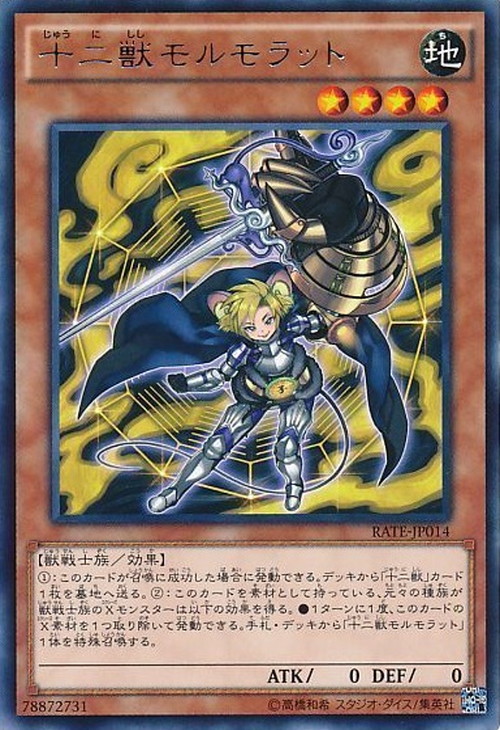 十二獣モルモラット
地
RATE-JP014
【獣戦士族／効果】
①：このカードが召喚に成功した場合に発動できる。デッキから「十二獣」カード
1枚を墓地へ送る。②：このカードを素材として持っている、元々の種族が
獣戦士族のXモンスターは以下の効果を得る。●1ターンに1度、このカードの
X素材を1つ取り除いて発動できる。手札・デッキから「十二獣モルモラット」
1体を特殊召喚する。
ATK/ 0 DEF/ 0
78872731 ©高橋和希 スタジオ・ダイス/集英社